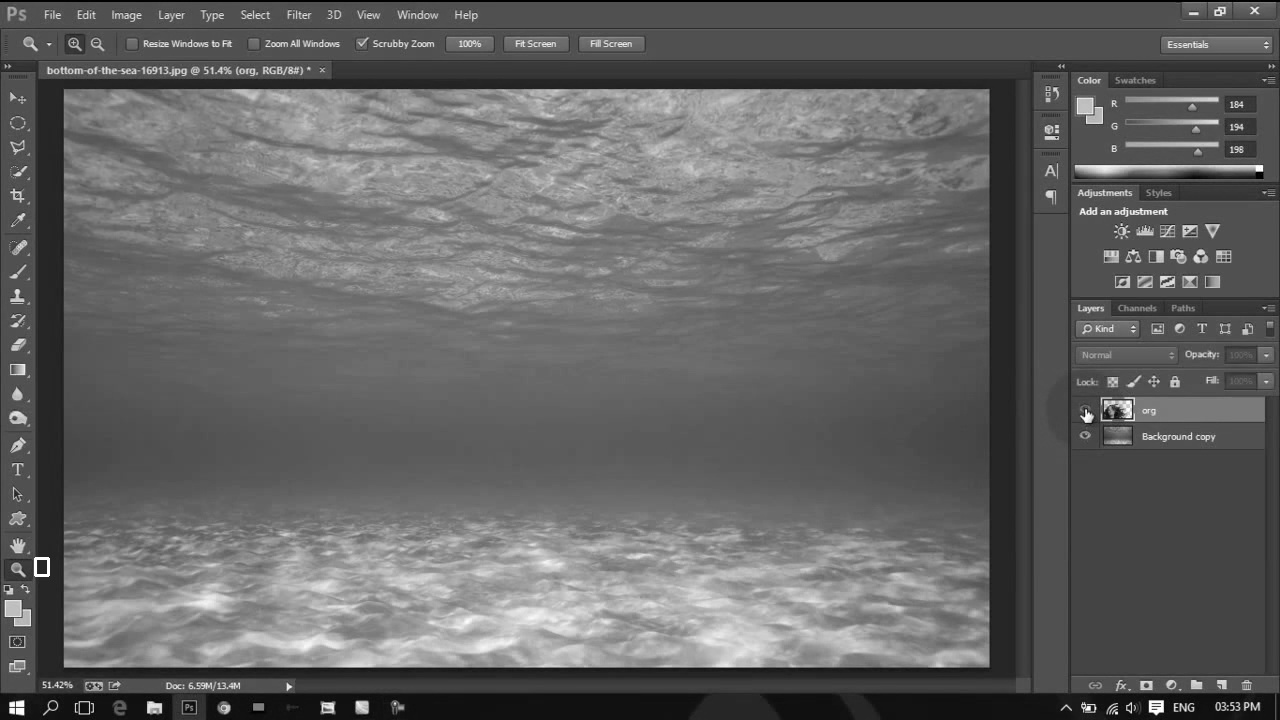 Ps File Edit Image Layer Type Select Filter 3D View Window Help
Resize Windows to Fit Zoom All Windows Scrubby Zoom 100% Fit Screen Fill Screen Essentials
bottom-of-the-sea-16913.jpg @ 51.4% (org, RGB/8#) * ×
Color Swatches
R 184
G 194
B 198
Adjustments Styles
Add an adjustment
Layers Channels Paths
Kind
Normal Opacity: 100%
Lock: Fill: 100%
org
Background copy
51.42% Doc: 6.59M/13.4M
Ps ENG 03:53 PM